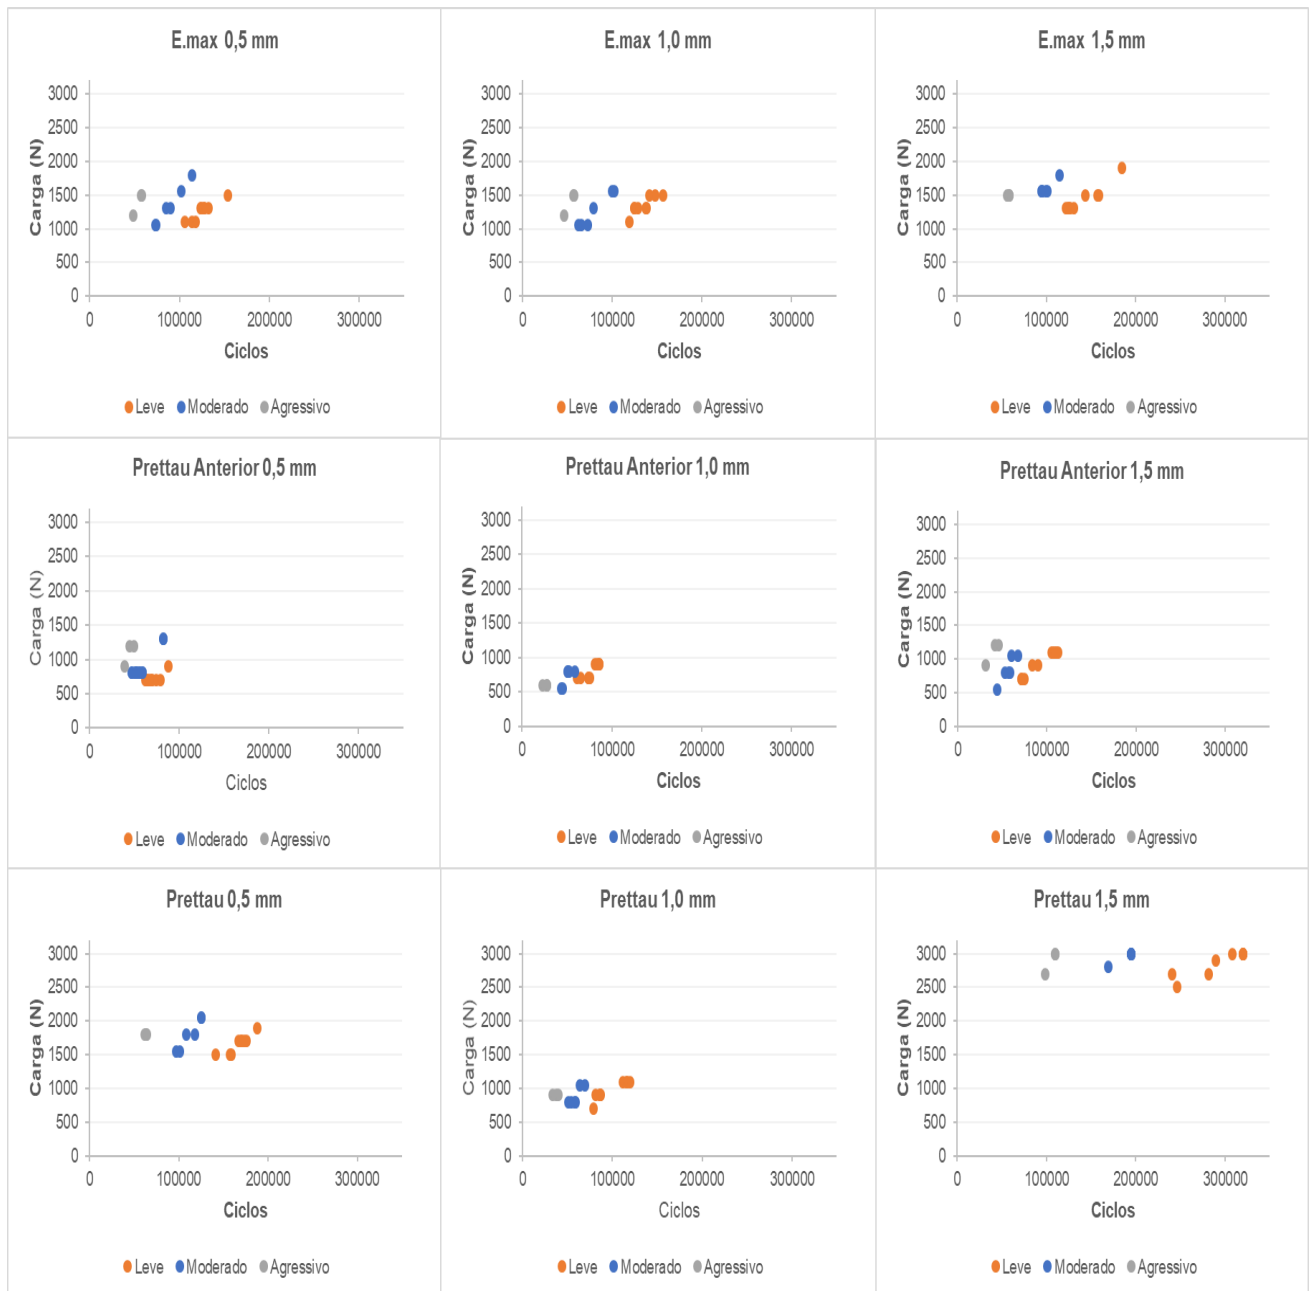 E.max 0,5 mm
3000
2500
2000
1500
1000
500
0
Carga (N)
0 100000 200000 300000
Ciclos
Leve Moderado Agressivo
E.max 1,0 mm
3000
2500
2000
1500
1000
500
0
Carga (N)
0 100000 200000 300000
Ciclos
Leve Moderado Agressivo
E.max 1,5 mm
3000
2500
2000
1500
1000
500
0
Carga (N)
0 100000 200000 300000
Ciclos
Leve Moderado Agressivo
Prettau Anterior 0,5 mm
3000
2500
2000
1500
1000
500
0
Carga (N)
0 100000 200000 300000
Ciclos
Leve Moderado Agressivo
Prettau Anterior 1,0 mm
3000
2500
2000
1500
1000
500
0
Carga (N)
0 100000 200000 300000
Ciclos
Leve Moderado Agressivo
Prettau Anterior 1,5 mm
3000
2500
2000
1500
1000
500
0
Carga (N)
0 100000 200000 300000
Ciclos
Leve Moderado Agressivo
Prettau 0,5 mm
3000
2500
2000
1500
1000
500
0
Carga (N)
0 100000 200000 300000
Ciclos
Leve Moderado Agressivo
Prettau 1,0 mm
3000
2500
2000
1500
1000
500
0
Carga (N)
0 100000 200000 300000
Ciclos
Leve Moderado Agressivo
Prettau 1,5 mm
3000
2500
2000
1500
1000
500
0
Carga (N)
0 100000 200000 300000
Ciclos
Leve Moderado Agressivo